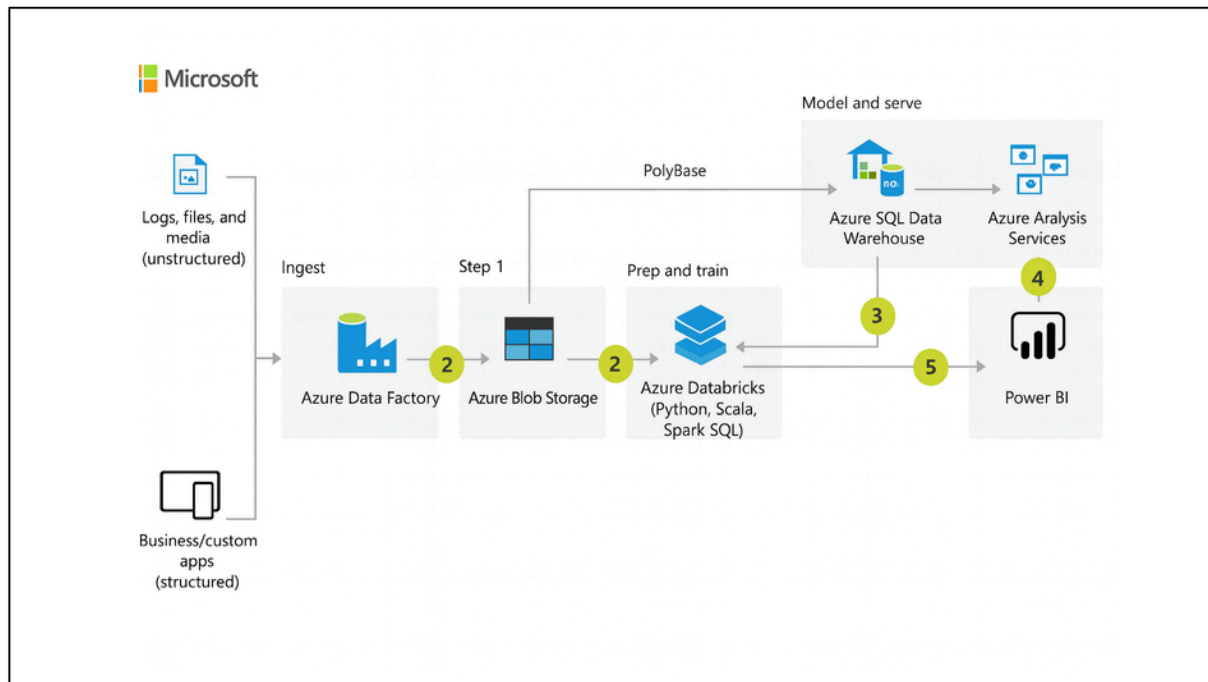 Microsoft
Model and serve
PolyBase
Logs, files, and
media
(unstructured)
Azure SQL Data
Warehouse
Azure Aralysis
Services
Ingest
Step 1
Prep and train
4
3
2
2
5
Azure Data Factory
Azure Blob Storage
Azure Databricks
(Python, Scala,
Spark SQL)
Power BI
Business/custom
apps
(structured)